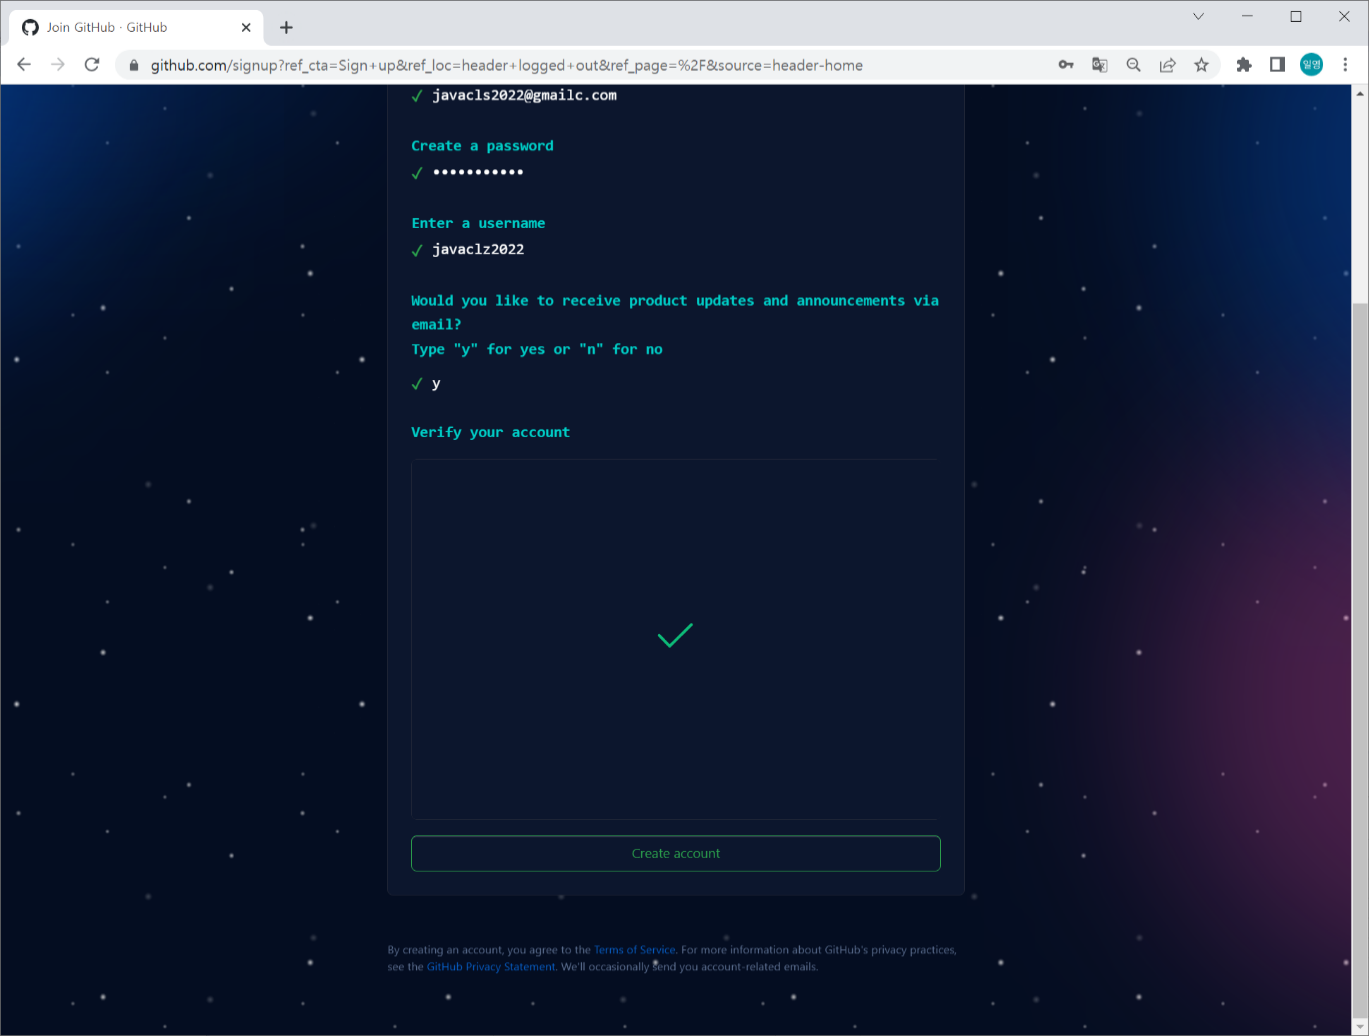 Join GitHub · GitHub
github.com/signup?ref_cta=Sign+up&ref_loc=header+logged+out&ref_page=%2F&source=header-home
일영
✓ javacls2022@gmailc.com
Create a password
✓ •••••••••••
Enter a username
✓ javaclz2022
Would you like to receive product updates and announcements via
email?
Type "y" for yes or "n" for no
✓ y
Verify your account
Create account
By creating an account, you agree to the Terms of Service. For more information about GitHub's privacy practices,
see the GitHub Privacy Statement. We'll occasionally send you account-related emails.